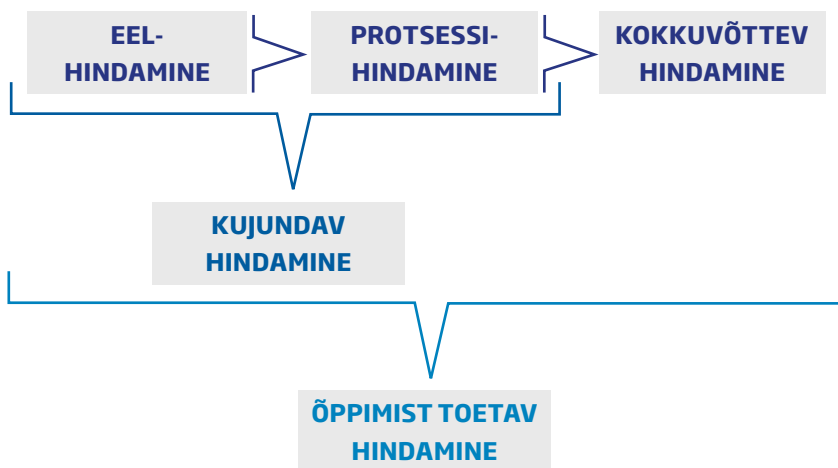 EEL-
HINDAMINE
PROTSESSI-
HINDAMINE
KOKKUVÕTTEV
HINDAMINE
KUJUNDAV
HINDAMINE
ÕPPIMIST TOETAV
HINDAMINE